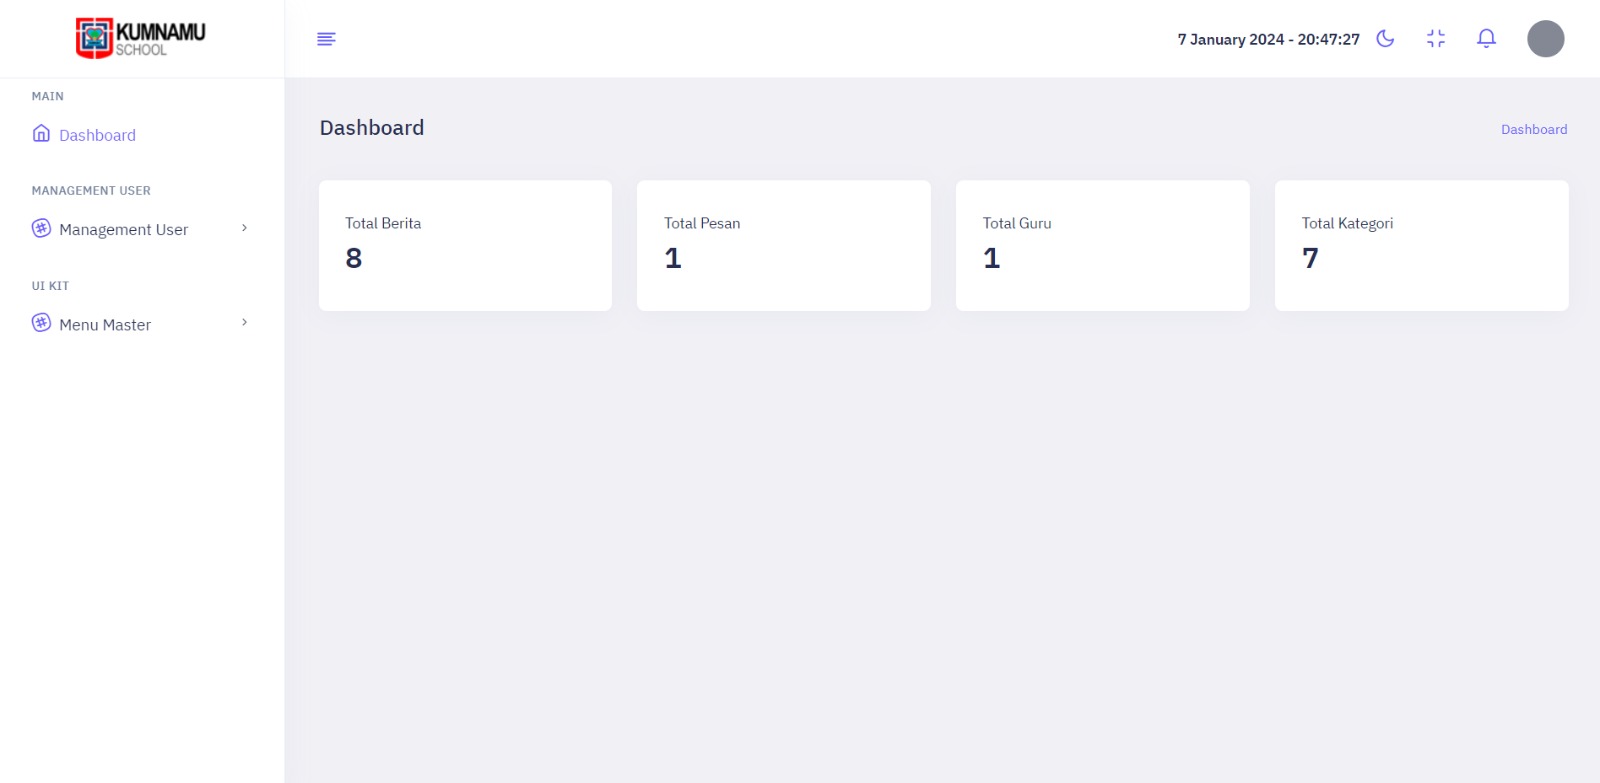 KUMNAMU
SCHOOL
7 January 2024 - 20:47:27
MAIN
Dashboard
MANAGEMENT USER
Management User
UI KIT
Menu Master
Dashboard
Dashboard
Total Berita
8
Total Pesan
1
Total Guru
1
Total Kategori
7